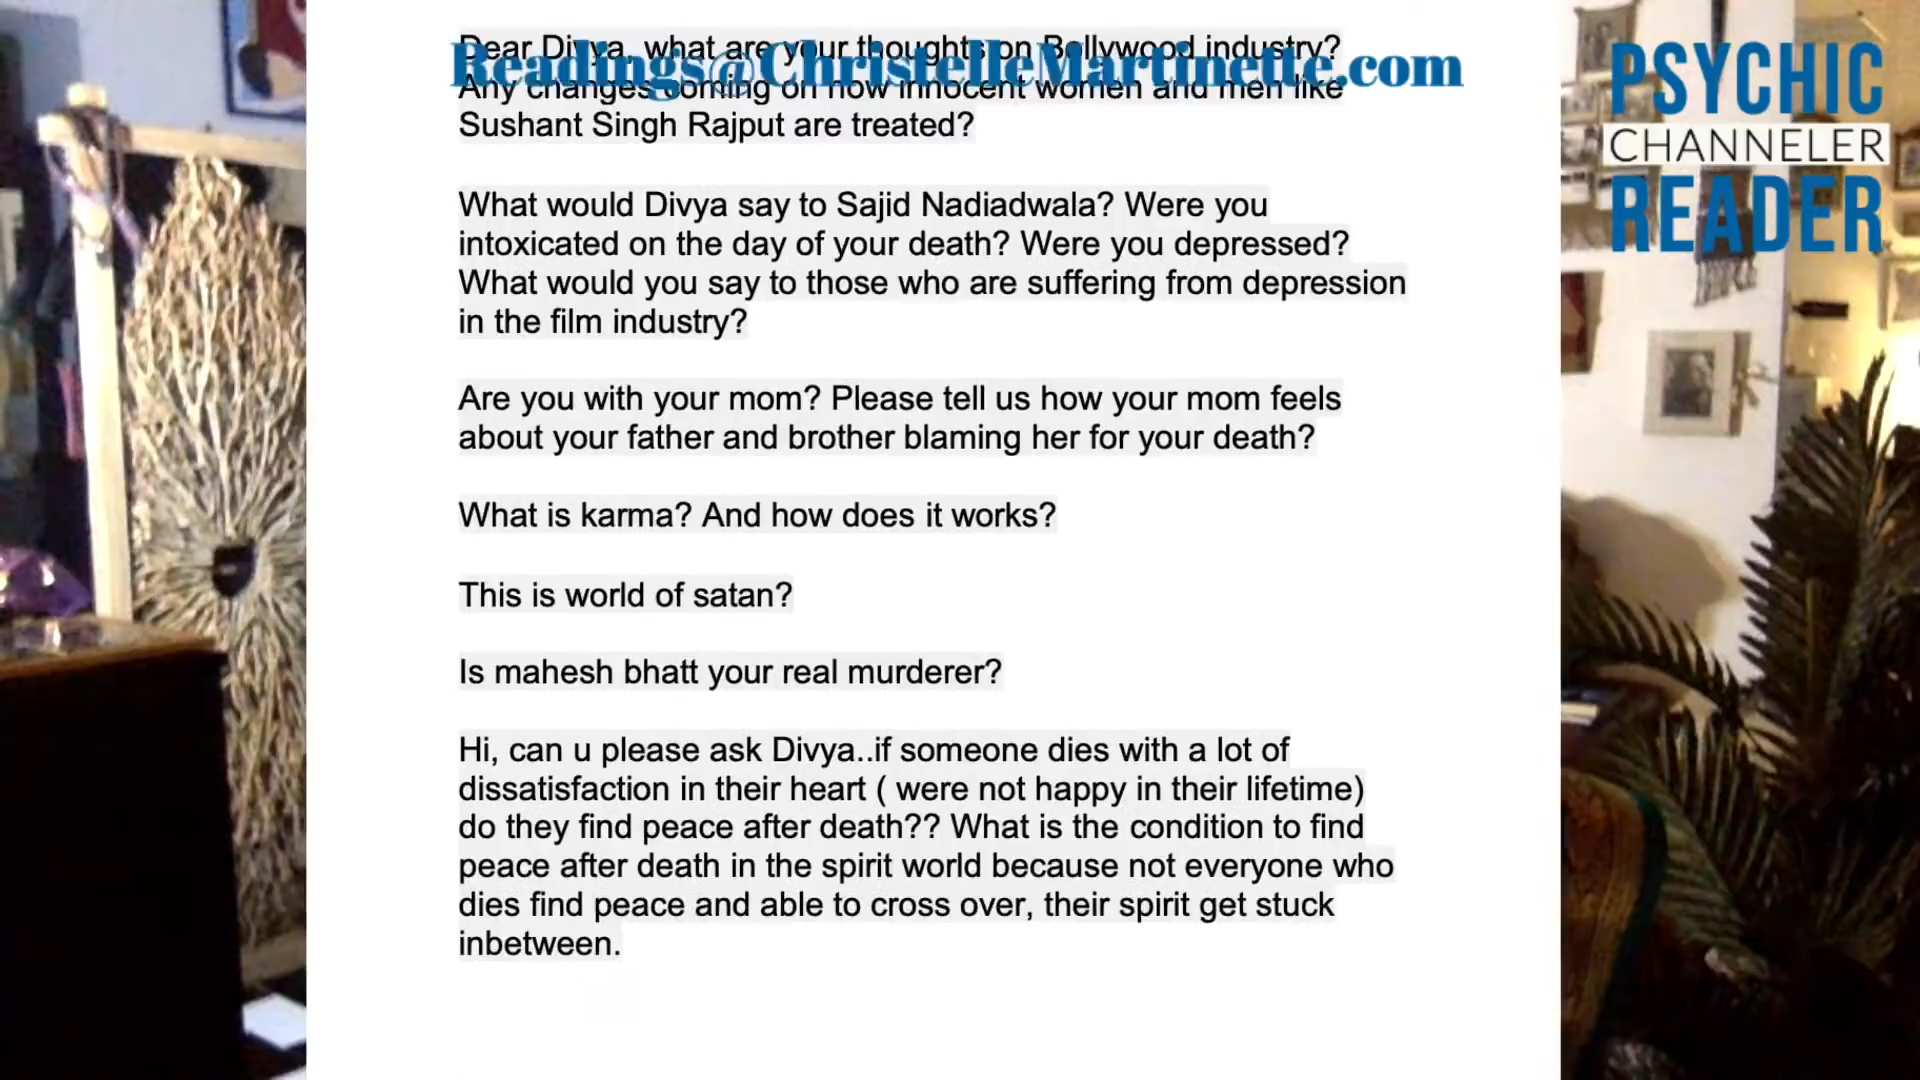 Dear Divya, what are your thoughts on Bollywood industry?
Readings@ChristelleMartinette.com
Any changes coming on how innocent women and men like
Sushant Singh Rajput are treated?
What would Divya say to Sajid Nadiadwala? Were you
intoxicated on the day of your death? Were you depressed?
What would you say to those who are suffering from depression
in the film industry?
Are you with your mom? Please tell us how your mom feels
about your father and brother blaming her for your death?
What is karma? And how does it works?
This is world of satan?
Is mahesh bhatt your real murderer?
Hi, can u please ask Divya..if someone dies with a lot of
dissatisfaction in their heart ( were not happy in their lifetime)
do they find peace after death?? What is the condition to find
peace after death in the spirit world because not everyone who
dies find peace and able to cross over, their spirit get stuck
inbetween.
PSYCHIC
CHANNELER
READER